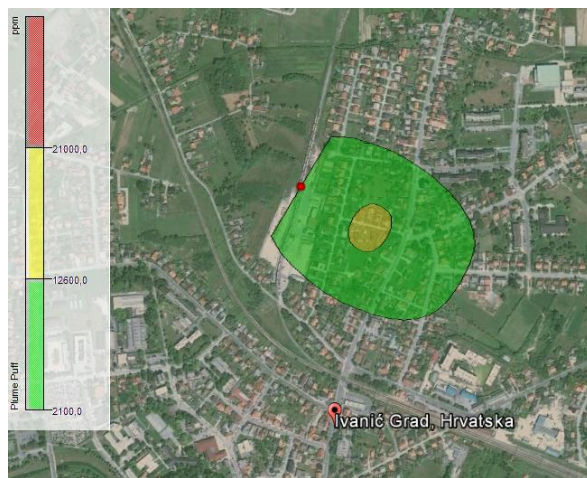 ppm
21000,0
12600,0
2100,0
Plume Puff
Ivanić Grad, Hrvatska